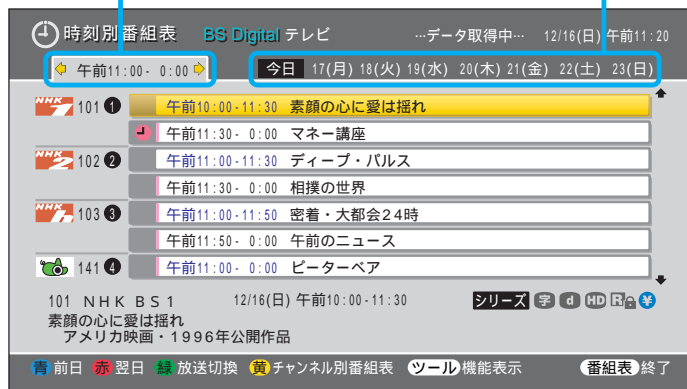 時刻別番組表 BS Digital テレビ …データ取得中… 12/16(日) 午前11:20
午前11:00- 0:00 今日 17(月) 18(火) 19(水) 20(木) 21(金) 22(土) 23(日)
NHK 1 101 1 午前10:00-11:30 素顔の心に愛は揺れ
午前11:30- 0:00 マネー講座
NHK 2 102 2 午前11:00-11:30 ディープ・パルス
午前11:30- 0:00 相撲の世界
NHK h 103 3 午前11:00-11:50 密着・大都会24時
午前11:50- 0:00 午前のニュース
141 4 午前11:00- 0:00 ピーターベア
101 NHK BS1 12/16(日) 午前10:00-11:30 シリーズ 字 d HD R ¥
素顔の心に愛は揺れ
アメリカ映画・1996年公開作品
青 前日 赤 翌日 緑 放送切換 黄 チャンネル別番組表 ツール 機能表示 番組表 終了